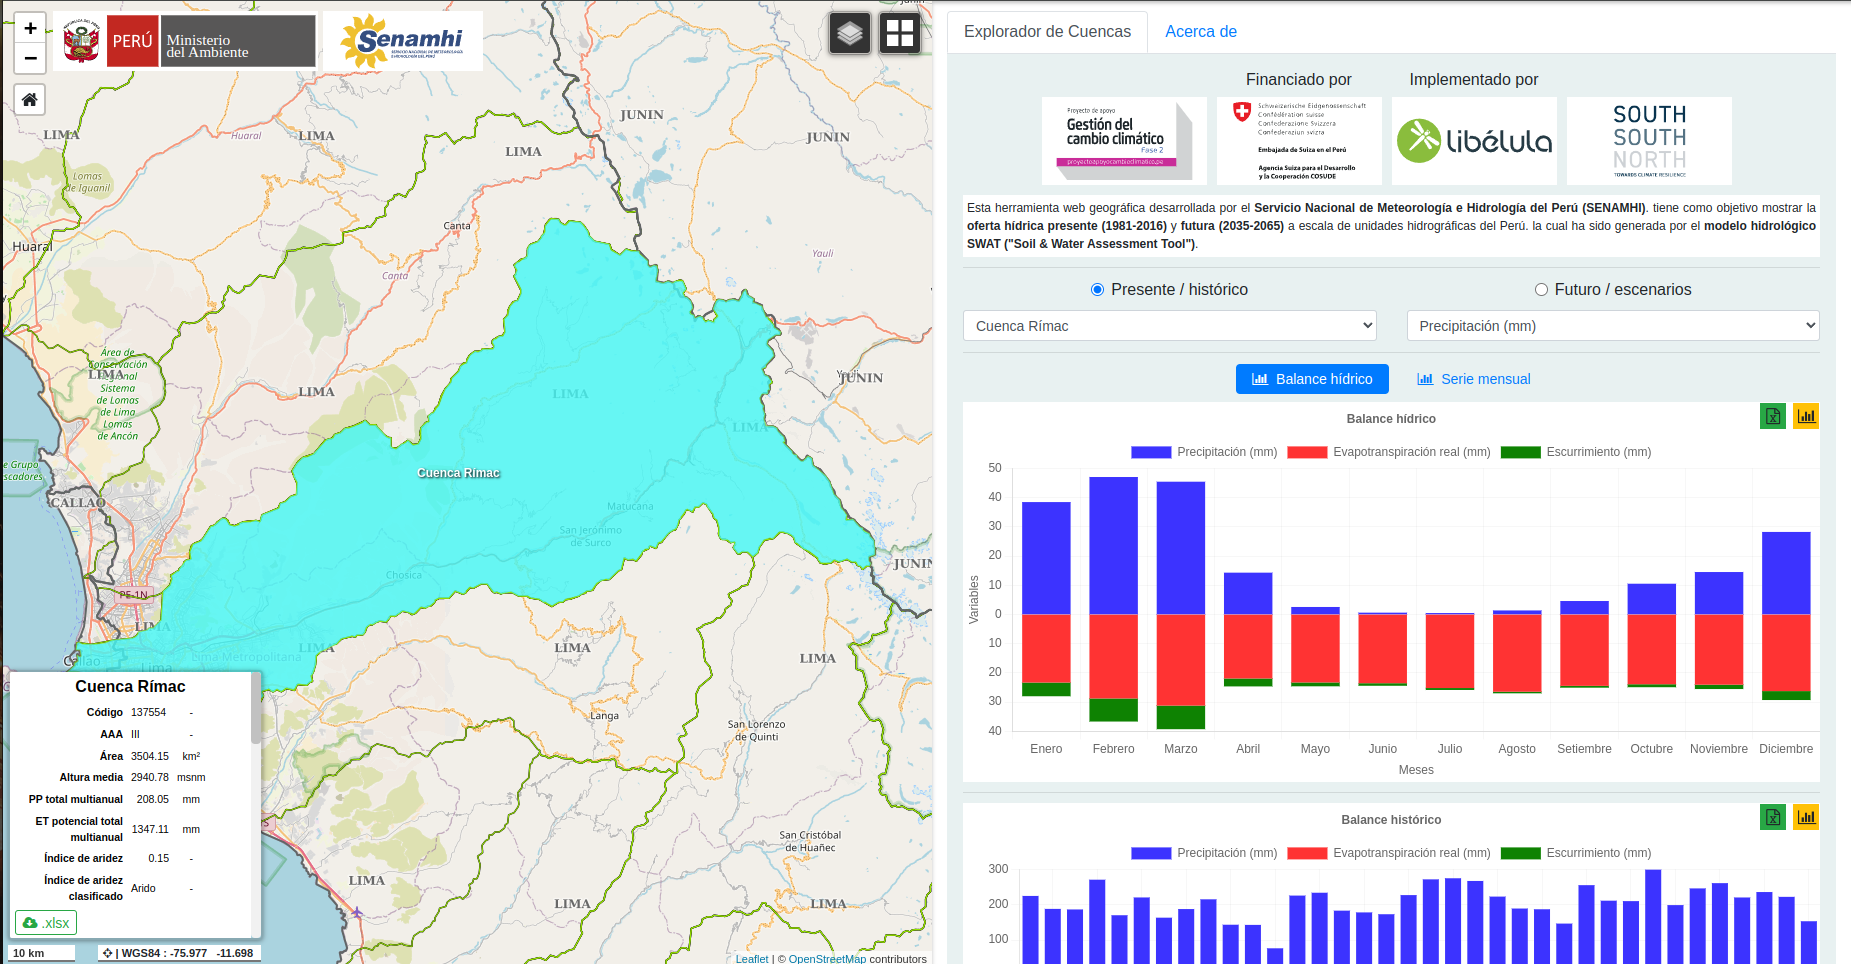 +
−
REPÚBLICA DEL PERÚ
PERÚ
Ministerio
del Ambiente
Senamhi
SERVICIO NACIONAL DE METEOROLOGÍA
E HIDROLOGÍA DEL PERÚ
Junín
LIMA
Huaral
LIMA
JUNIN
JUNIN
LIMA
Lomas
de Iguanil
Canta
Huaral
Yauli
Canta
Área de
Conservación
Regional
Sistema
de Lomas
de Lima
Lomas
de Ancón
LIMA
LIMA
LIMA
Yauli
JUNIN
LIMA
e Grupo
scadores
Cuenca Rímac
CALLAO
Matucana
San Jerónimo
de Surco
JUNIN
Chosica
PE-1N
LIMA
LIMA
LIMA
Callao
Lima
Lima Metropolitana
LIMA
Langa
San Lorenzo
de Quinti
San Cristóbal
de Huañec
LIMA
LIMA
LIMA
Cuenca Rímac
Código 137554 -
AAA III -
Área 3504.15 km²
Altura media 2940.78 msnm
PP total multianual 208.05 mm
ET potencial total
multianual 1347.11 mm
Índice de aridez 0.15 -
Índice de aridez
clasificado Arido -
.xlsx
10 km
| WGS84 : -75.977 -11.698
Leaflet | © OpenStreetMap contributors
Explorador de Cuencas
Acerca de
Financiado por
Implementado por
Proyecto de apoyo
Gestión del
cambio climático
Fase 2
proyectoapoyocambioclimatico.pe
Schweizerische Eidgenossenschaft
Confédération suisse
Confederazione Svizzera
Confederaziun svizra
Embajada de Suiza en el Perú
Agencia Suiza para el Desarrollo
y la Cooperación COSUDE
libélula
SOUTH
SOUTH
NORTH
TOWARDS CLIMATE RESILIENCE
Esta herramienta web geográfica desarrollada por el Servicio Nacional de Meteorología e Hidrología del Perú (SENAMHI). tiene como objetivo mostrar la
oferta hídrica presente (1981-2016) y futura (2035-2065) a escala de unidades hidrográficas del Perú. la cual ha sido generada por el modelo hidrológico
SWAT ("Soil & Water Assessment Tool").
Presente / histórico
Futuro / escenarios
Cuenca Rímac
Precipitación (mm)
Balance hídrico
Serie mensual
Balance hídrico
Precipitación (mm) Evapotranspiración real (mm) Escurrimiento (mm)
50
40
30
20
10
0
10
20
30
40
Variables
Enero Febrero Marzo Abril Mayo Junio Julio Agosto Setiembre Octubre Noviembre Diciembre
Meses
Balance histórico
Precipitación (mm) Evapotranspiración real (mm) Escurrimiento (mm)
300
200
100